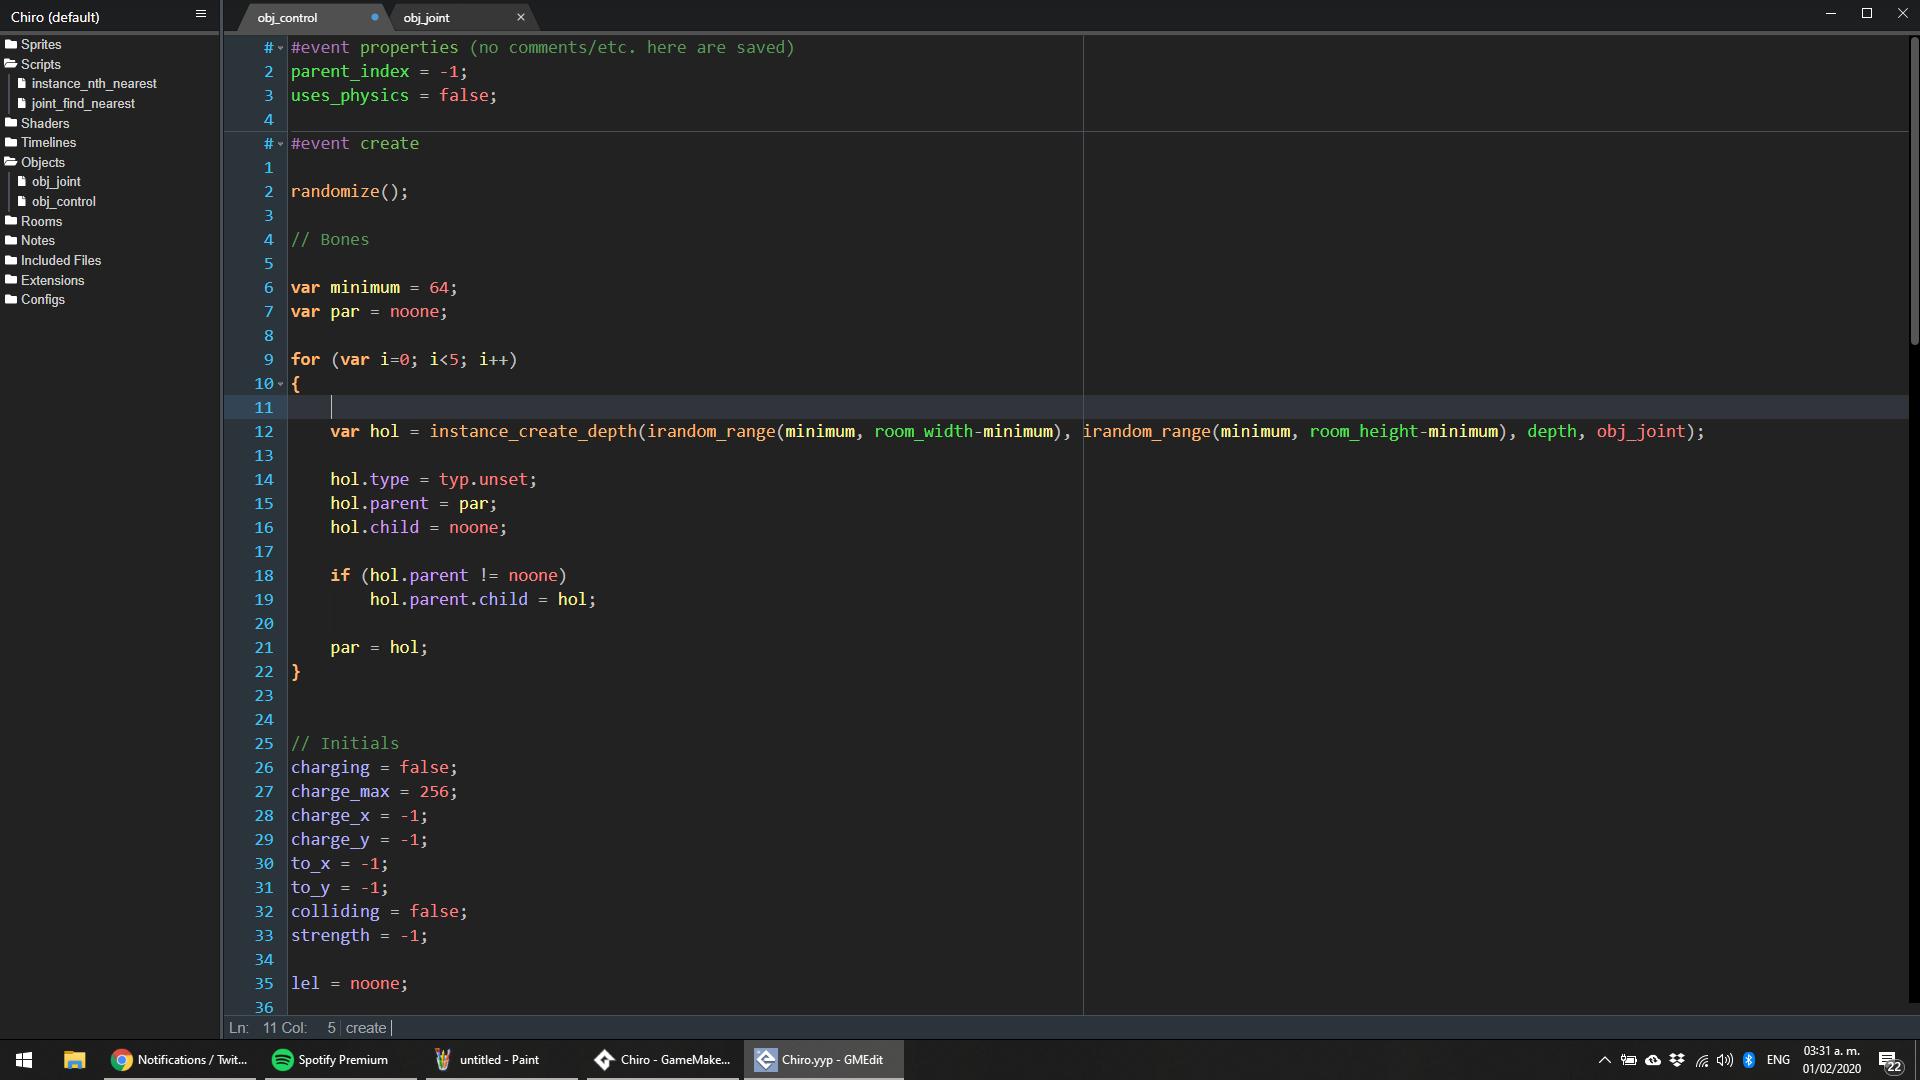 Chiro (default)
Sprites
Scripts
instance_nth_nearest
joint_find_nearest
Shaders
Timelines
Objects
obj_joint
obj_control
Rooms
Notes
Included Files
Extensions
Configs
obj_control
obj_joint
# #event properties (no comments/etc. here are saved)
2 parent_index = -1;
3 uses_physics = false;
4
# #event create
1
2 randomize();
3
4 // Bones
5
6 var minimum = 64;
7 var par = noone;
8
9 for (var i=0; i<5; i++)
10 {
11
12 var hol = instance_create_depth(irandom_range(minimum, room_width-minimum), irandom_range(minimum, room_height-minimum), depth, obj_joint);
13
14 hol.type = typ.unset;
15 hol.parent = par;
16 hol.child = noone;
17
18 if (hol.parent != noone)
19 hol.parent.child = hol;
20
21 par = hol;
22 }
23
24
25 // Initials
26 charging = false;
27 charge_max = 256;
28 charge_x = -1;
29 charge_y = -1;
30 to_x = -1;
31 to_y = -1;
32 colliding = false;
33 strength = -1;
34
35 lel = noone;
36
Ln: 11 Col: 5 create
Notifications / Twit...
Spotify Premium
untitled - Paint
Chiro - GameMake...
Chiro.yyp - GMEdit
ENG
03:31 a. m.
01/02/2020
22